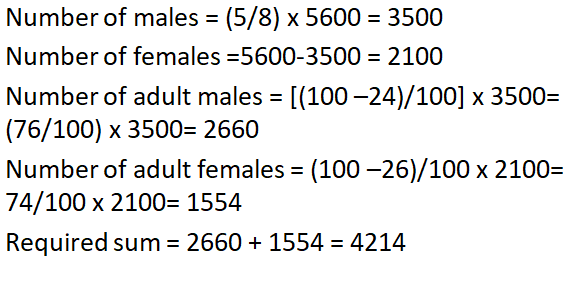 Number of males = (5/8) x 5600 = 3500
Number of females =5600-3500 = 2100
Number of adult males = [(100 –24)/100] x 3500=
(76/100) x 3500= 2660
Number of adult females = (100 –26)/100 x 2100=
74/100 x 2100= 1554
Required sum = 2660 + 1554 = 4214